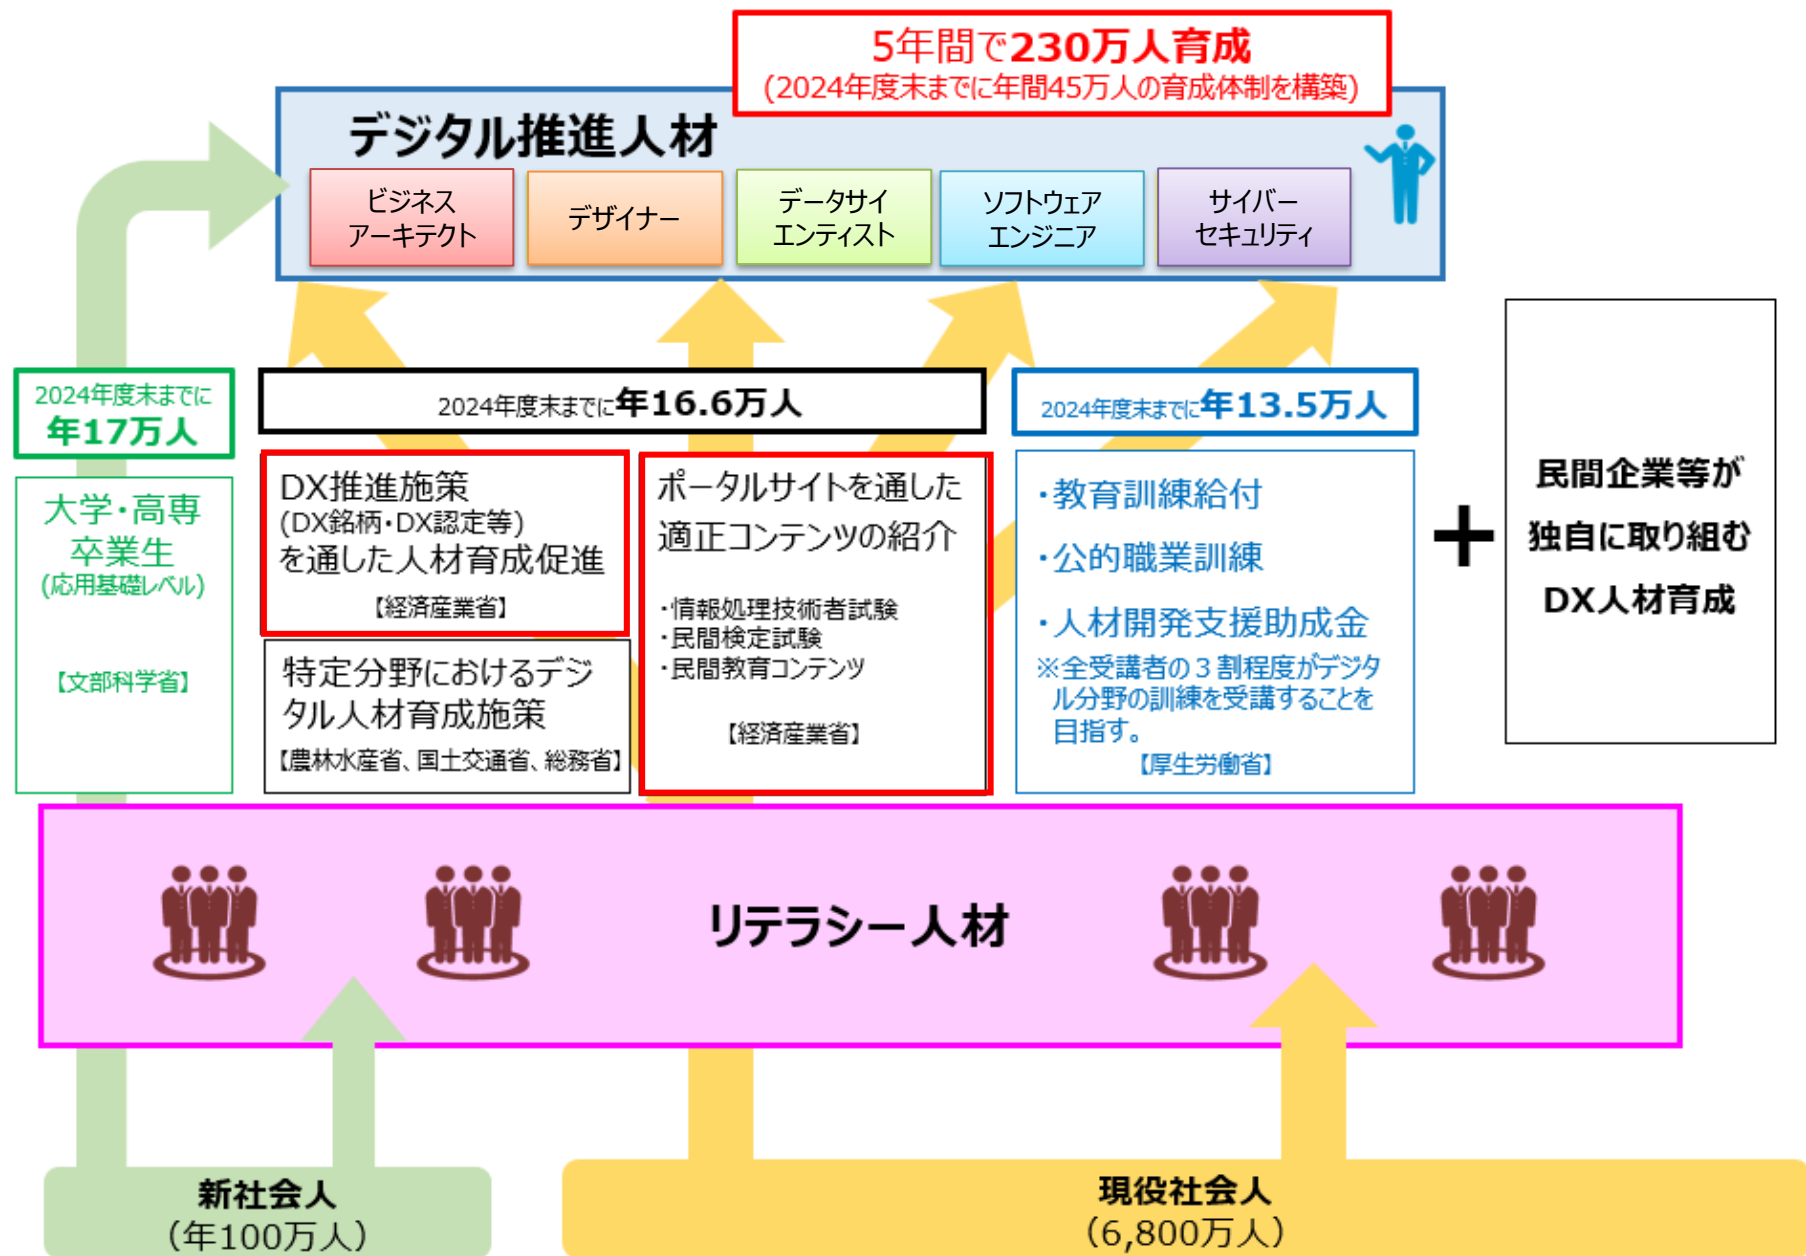 5年間で230万人育成
(2024年度末までに年間45万人の育成体制を構築)
デジタル推進人材
ビジネス
アーキテクト
デザイナー
データサイ
エンティスト
ソフトウェア
エンジニア
サイバー
セキュリティ
2024年度末までに
年17万人
2024年度末までに年16.6万人
2024年度末までに年13.5万人
大学・高専
卒業生
(応用基礎レベル)
【文部科学省】
DX推進施策
(DX銘柄・DX認定等)
を通した人材育成促進
【経済産業省】
特定分野におけるデジ
タル人材育成施策
【農林水産省、国土交通省、総務省】
ポータルサイトを通した
適正コンテンツの紹介
・情報処理技術者試験
・民間検定試験
・民間教育コンテンツ
【経済産業省】
・教育訓練給付
・公的職業訓練
・人材開発支援助成金
※全受講者の3割程度がデジタ
ル分野の訓練を受講することを
目指す。
【厚生労働省】
+
民間企業等が
独自に取り組む
DX人材育成
リテラシー人材
新社会人
(年100万人)
現役社会人
(6,800万人)